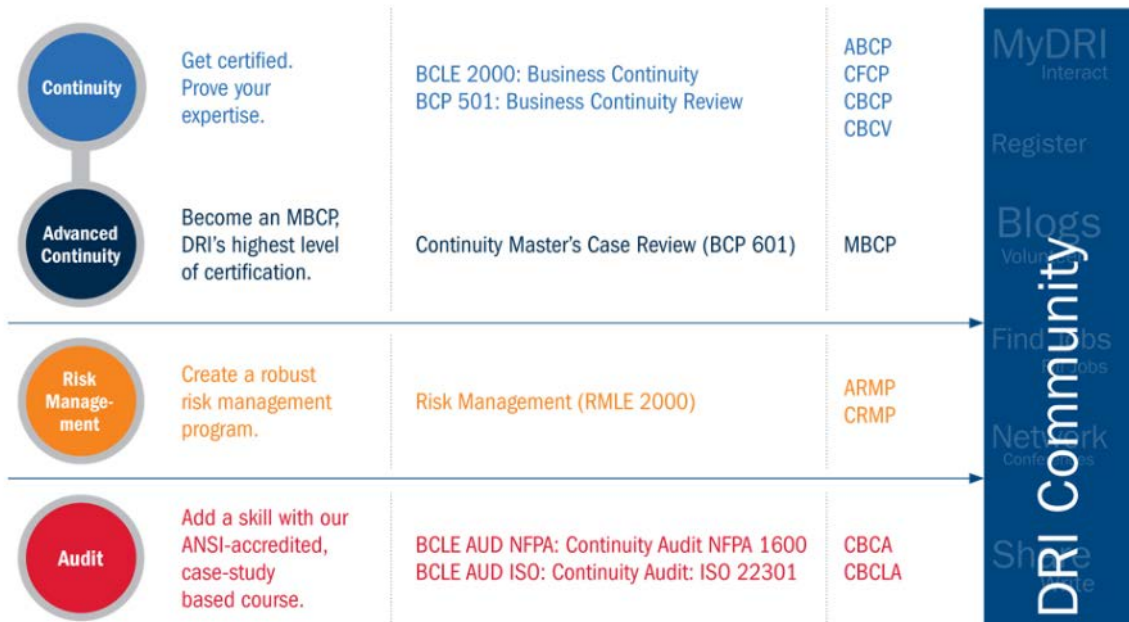 Continuity
Get certified.
Prove your
expertise.
BCLE 2000: Business Continuity
BCP 501: Business Continuity Review
ABCP
CFCP
CBCP
CBCV
Advanced
Continuity
Become an MBCP,
DRI's highest level
of certification.
Continuity Master's Case Review (BCP 601)
MBCP
Risk
Manage-
ment
Create a robust
risk management
program.
Risk Management (RMLE 2000)
ARMP
CRMP
Audit
Add a skill with our
ANSI-accredited,
case-study
based course.
BCLE AUD NFPA: Continuity Audit NFPA 1600
BCLE AUD ISO: Continuity Audit: ISO 22301
CBCA
CBCLA
DRI Community
MyDRI
Interact
Register
Blogs
Find Jobs
Jobs
Network
Conferences
Share